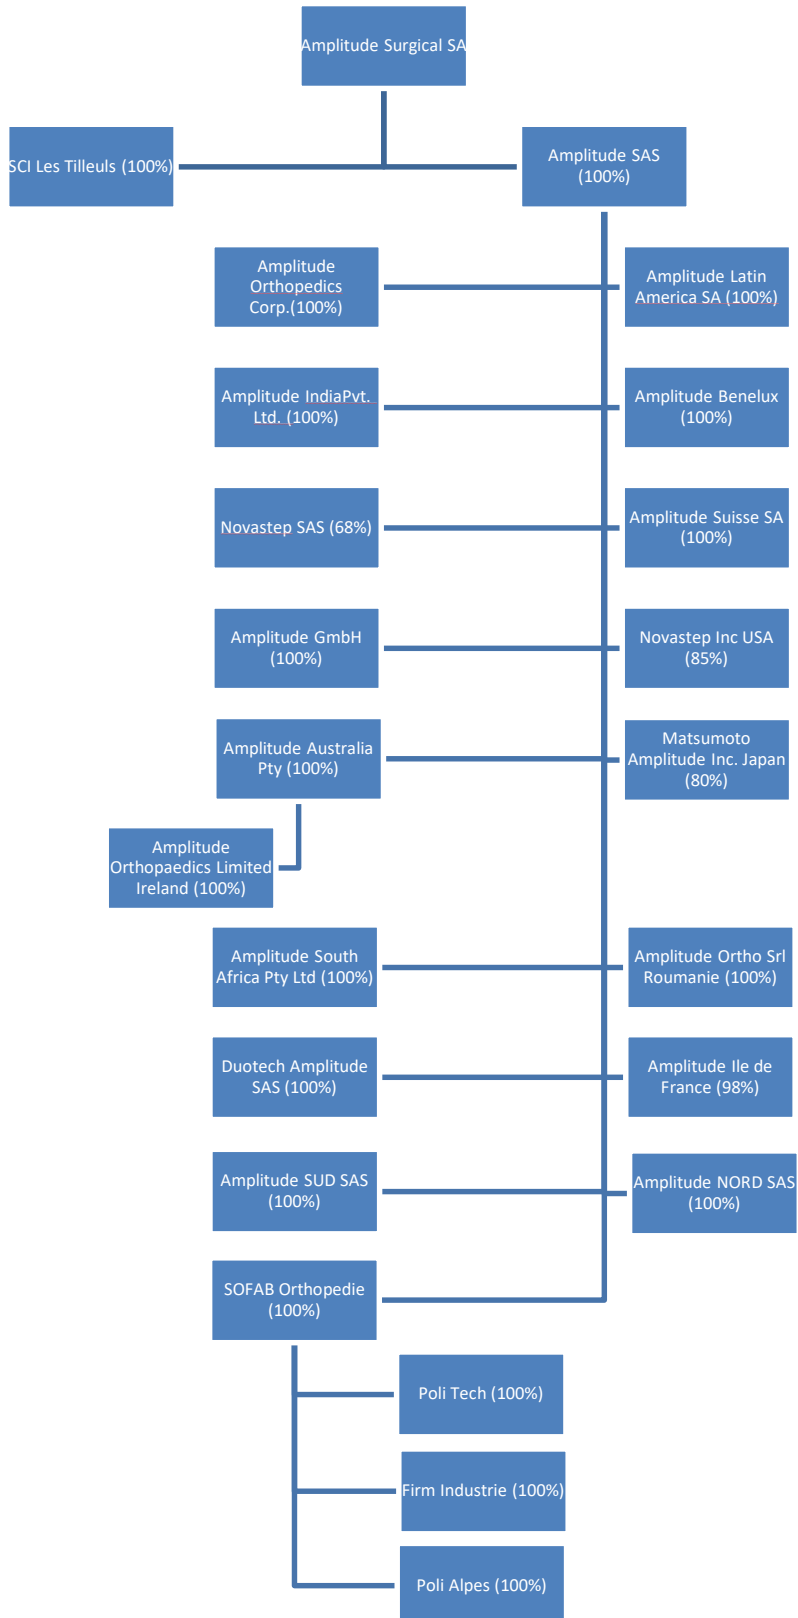 Amplitude Surgical SA
SCI Les Tilleuls (100%)
Amplitude SAS
(100%)
Amplitude
Orthopedics
Corp.(100%)
Amplitude Latin
America SA (100%)
Amplitude IndiaPvt.
Ltd. (100%)
Amplitude Benelux
(100%)
Novastep SAS (68%)
Amplitude Suisse SA
(100%)
Amplitude GmbH
(100%)
Novastep Inc USA
(85%)
Amplitude Australia
Pty (100%)
Matsumoto
Amplitude Inc. Japan
(80%)
Amplitude
Orthopaedics Limited
Ireland (100%)
Amplitude South
Africa Pty Ltd (100%)
Amplitude Ortho Srl
Roumanie (100%)
Duotech Amplitude
SAS (100%)
Amplitude Ile de
France (98%)
Amplitude SUD SAS
(100%)
Amplitude NORD SAS
(100%)
SOFAB Orthopedie
(100%)
Poli Tech (100%)
Firm Industrie (100%)
Poli Alpes (100%)